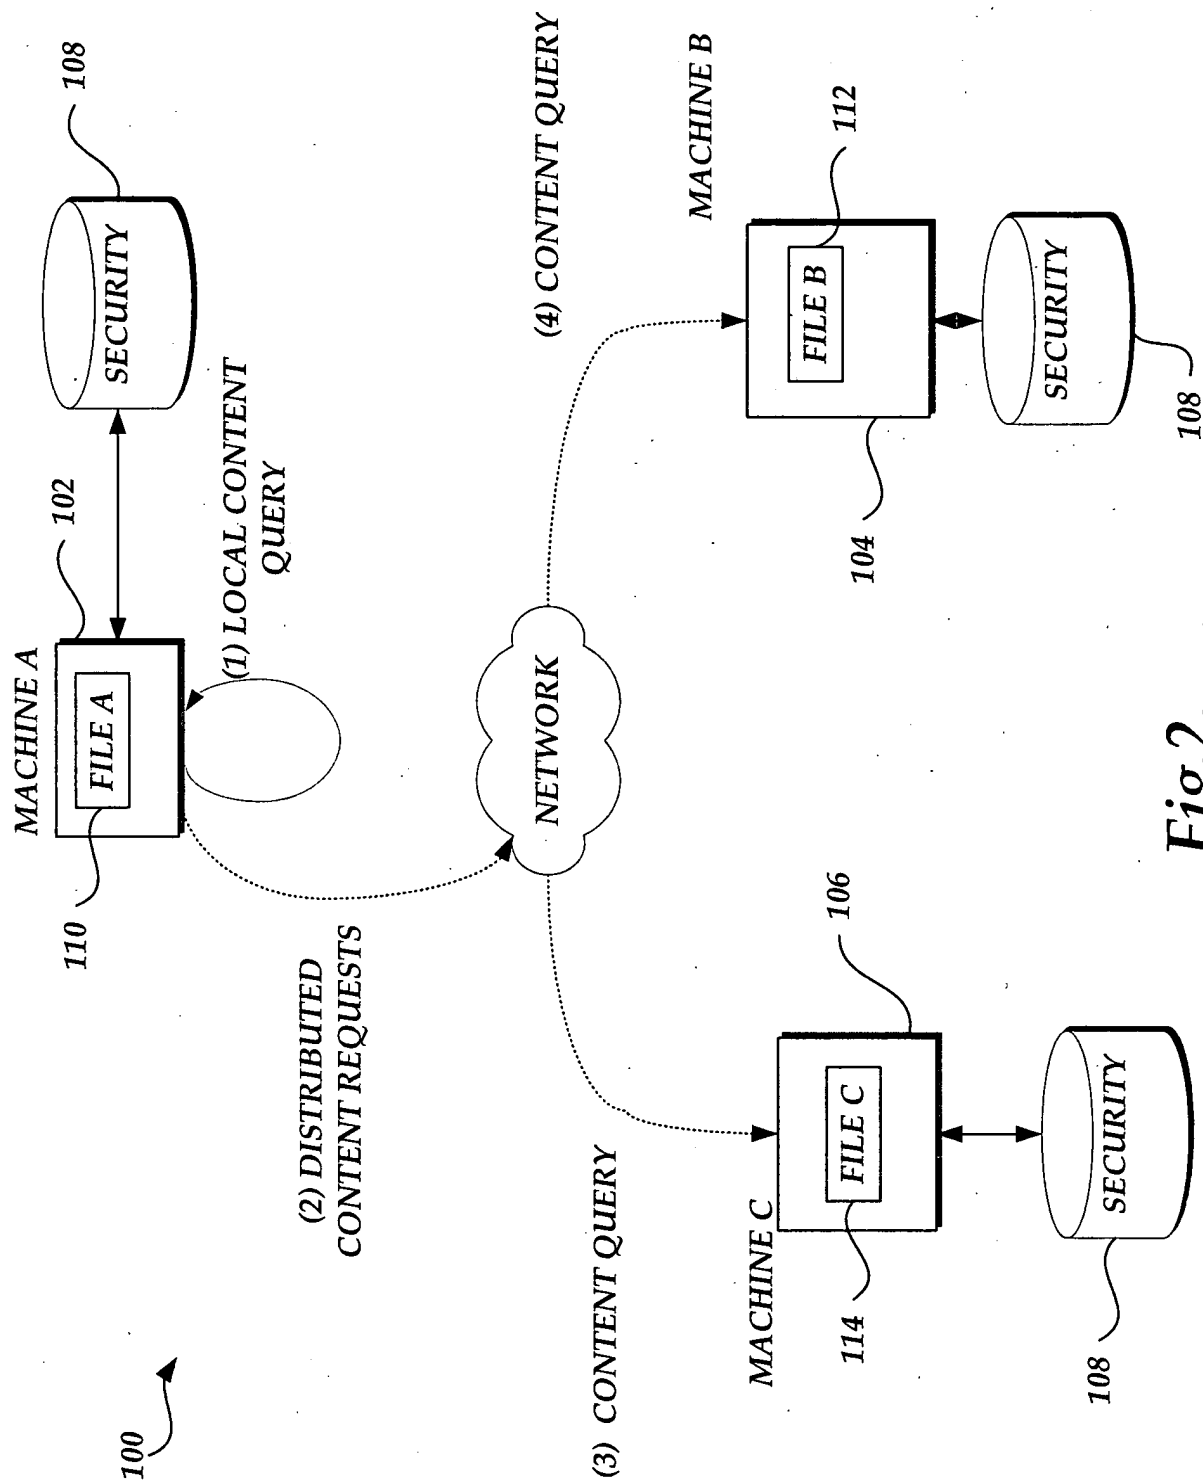 100
MACHINE A
FILE A
110
102
SECURITY
108
(1) LOCAL CONTENT
QUERY
(2) DISTRIBUTED
CONTENT REQUESTS
NETWORK
(3) CONTENT QUERY
(4) CONTENT QUERY
MACHINE C
FILE C
114
106
SECURITY
108
MACHINE B
FILE B
112
104
SECURITY
108
Fig.2